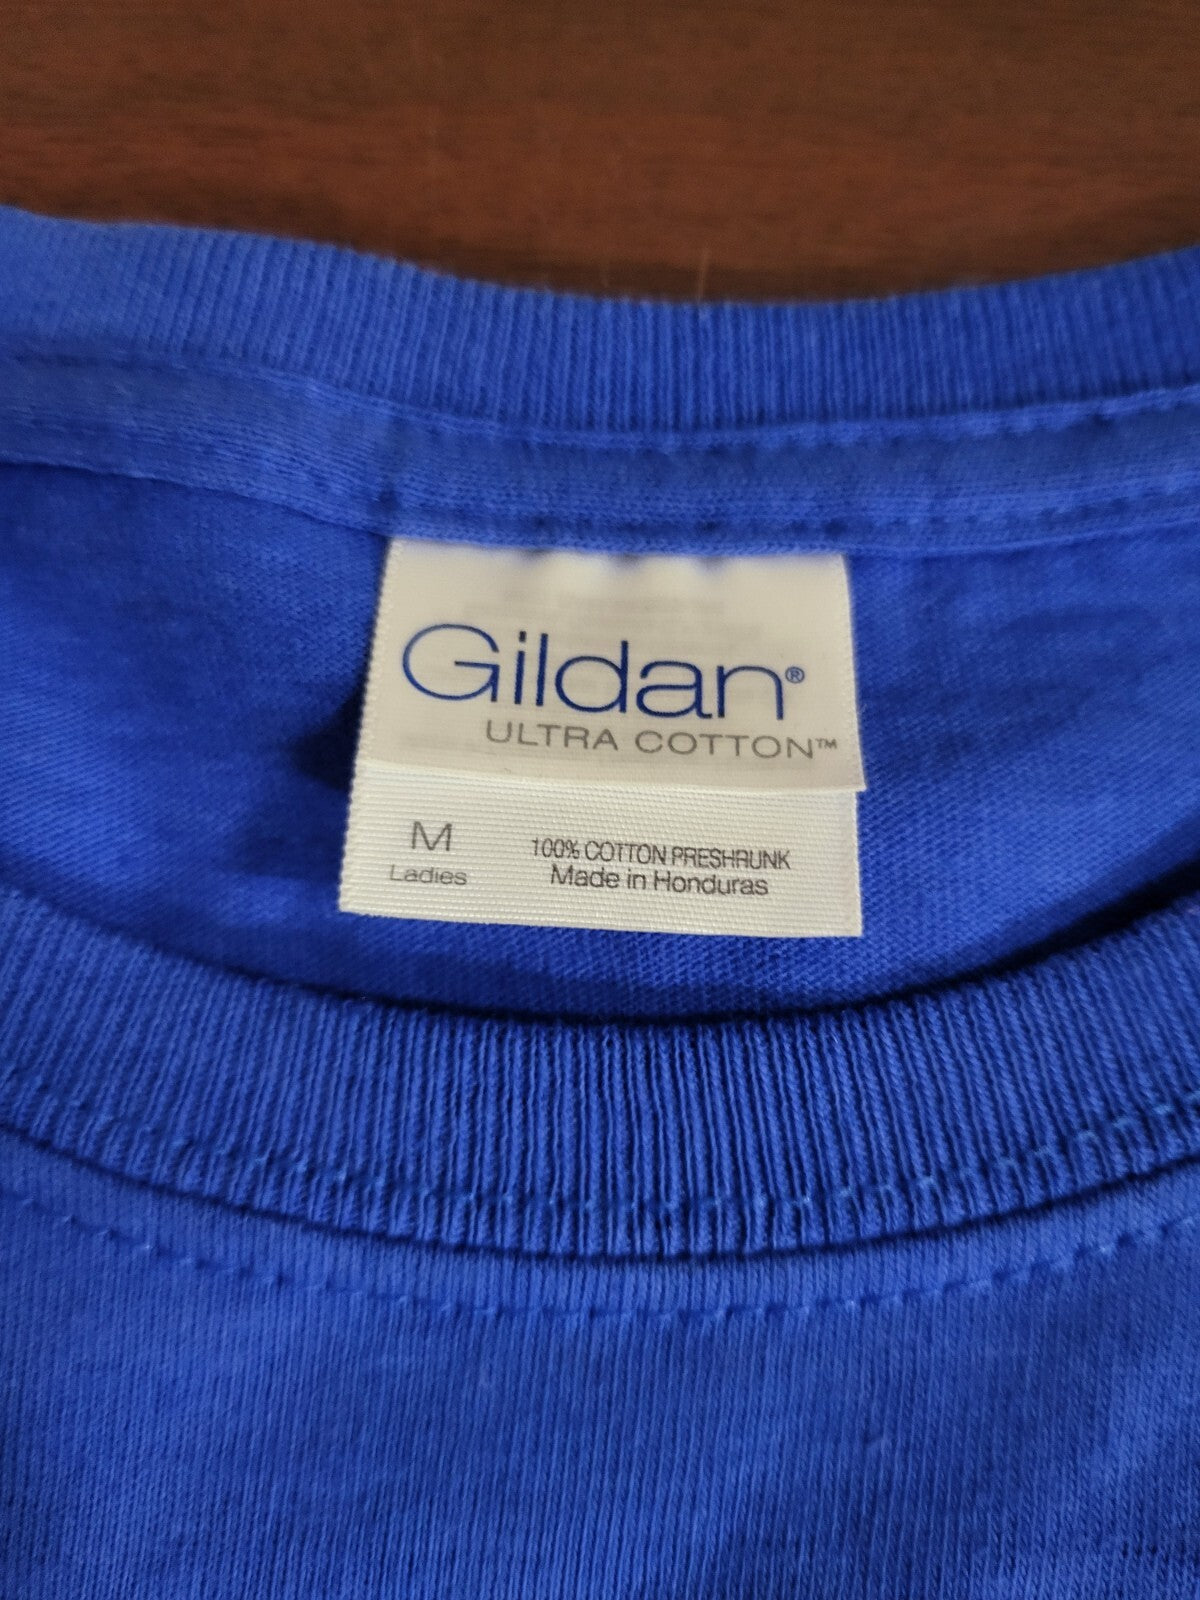 Gildan®
ULTRA COTTON™
M
Ladies
100% COTTON PRESHRUNK
Made in Honduras